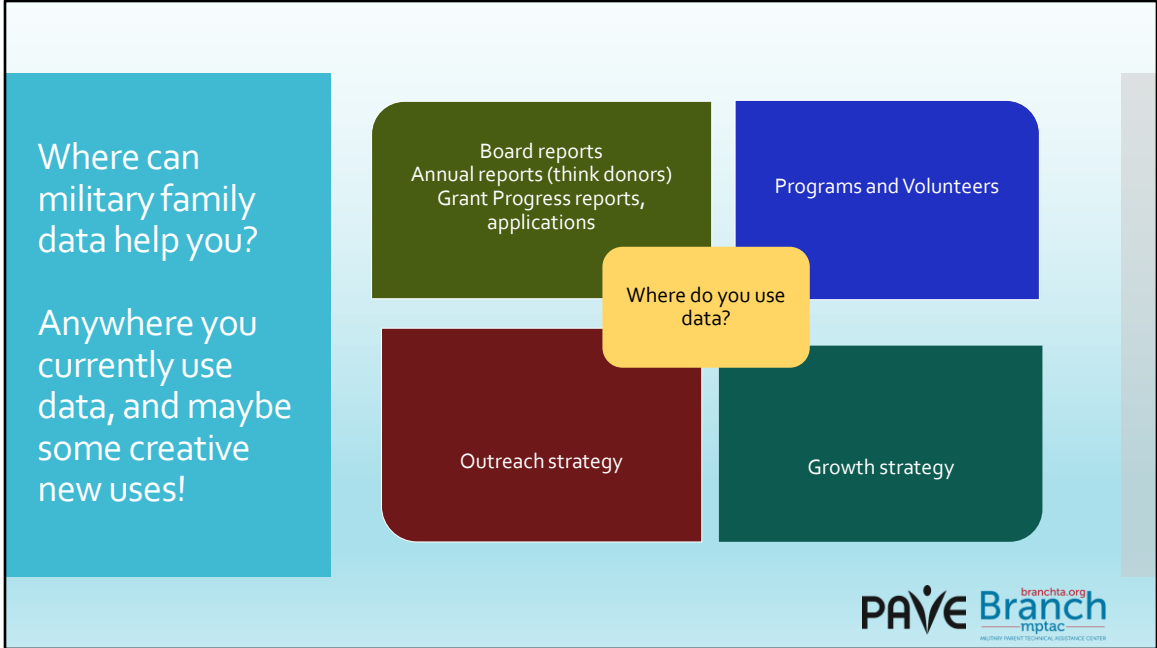 Where can
military family
data help you?
Anywhere you
currently use
data, and maybe
some creative
new uses!
Board reports
Annual reports (think donors)
Grant Progress reports,
applications
Programs and Volunteers
Where do you use
data?
Outreach strategy
Growth strategy
PAVE
branchta.org
Branch
mptac
MILITARY PARENT TECHNICAL ASSISTANCE CENTER